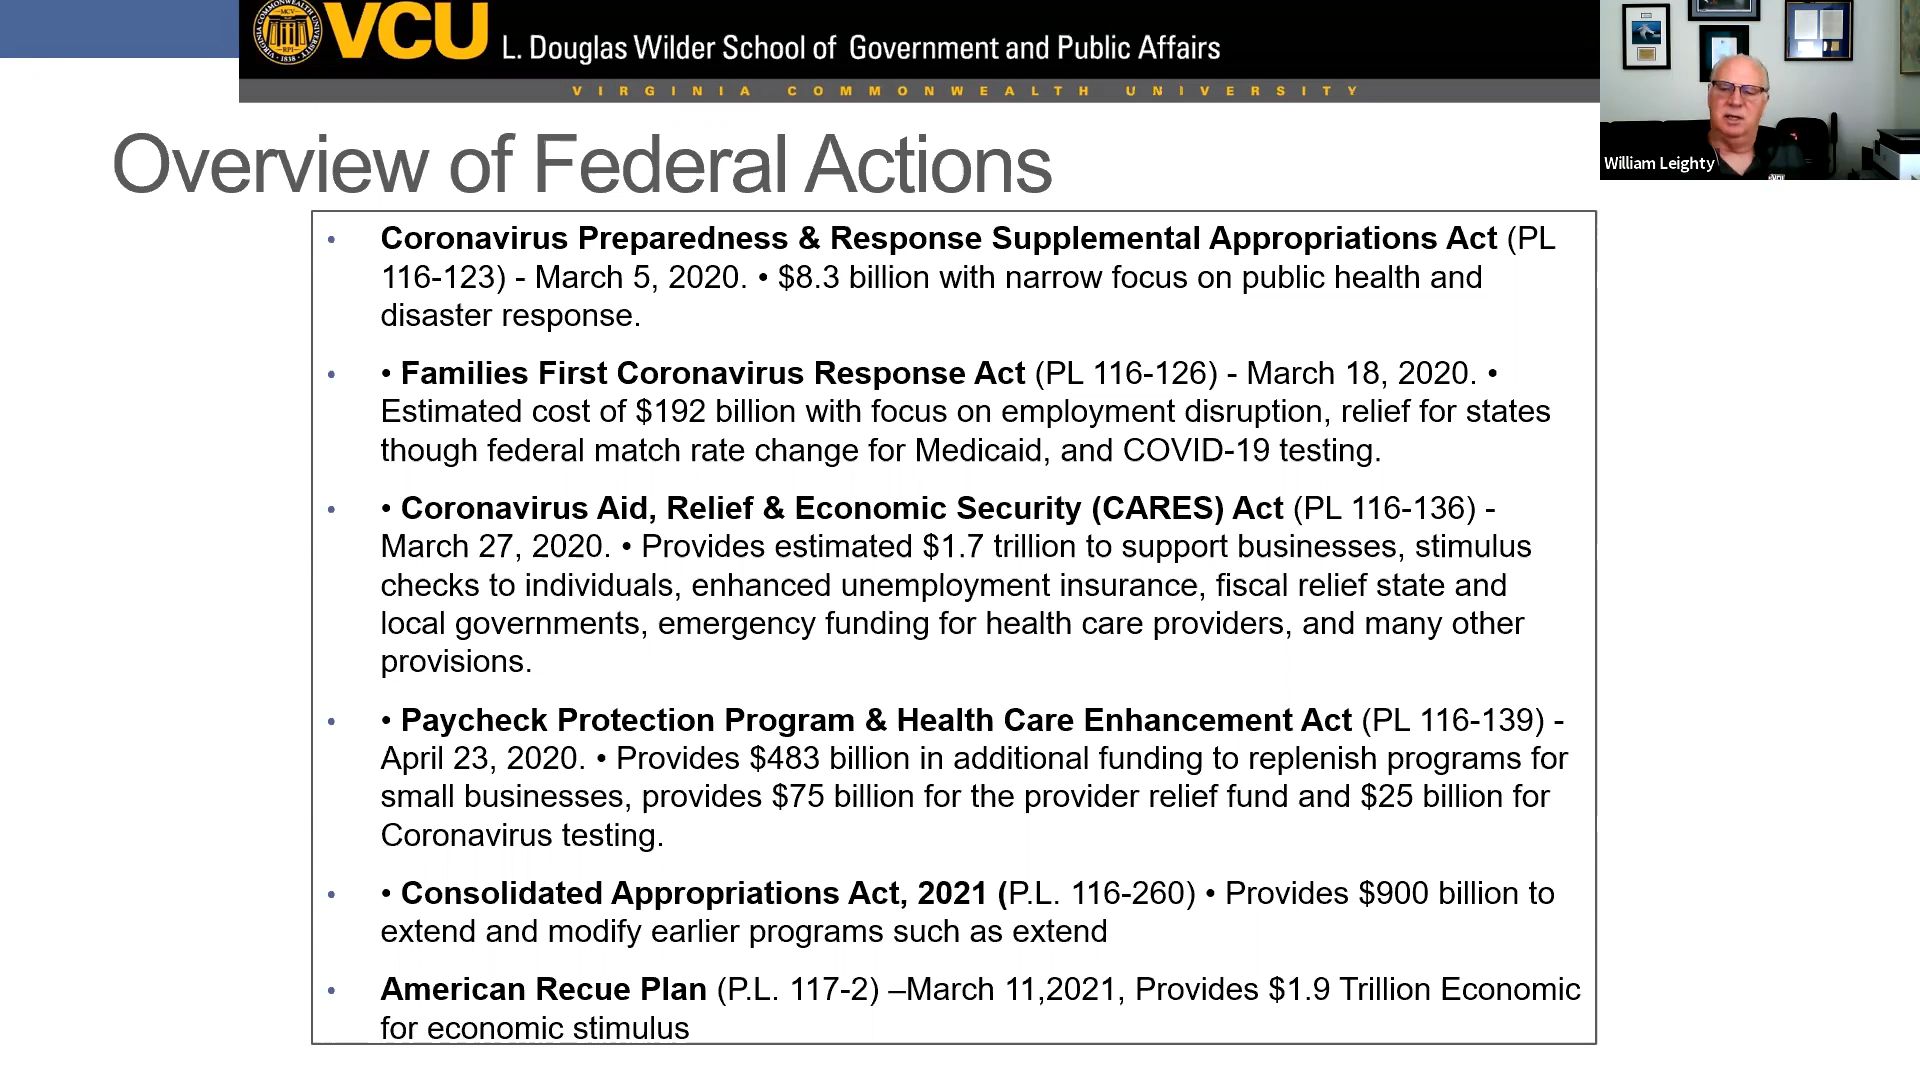 VCU L. Douglas Wilder School of Government and Public Affairs
VIRGINIA COMMONWEALTH UNIVERSITY
William Leighty
Overview of Federal Actions
• Coronavirus Preparedness & Response Supplemental Appropriations Act (PL
116-123) - March 5, 2020. • $8.3 billion with narrow focus on public health and
disaster response.
• • Families First Coronavirus Response Act (PL 116-126) - March 18, 2020. •
Estimated cost of $192 billion with focus on employment disruption, relief for states
though federal match rate change for Medicaid, and COVID-19 testing.
• • Coronavirus Aid, Relief & Economic Security (CARES) Act (PL 116-136) -
March 27, 2020. • Provides estimated $1.7 trillion to support businesses, stimulus
checks to individuals, enhanced unemployment insurance, fiscal relief state and
local governments, emergency funding for health care providers, and many other
provisions.
• • Paycheck Protection Program & Health Care Enhancement Act (PL 116-139) -
April 23, 2020. • Provides $483 billion in additional funding to replenish programs for
small businesses, provides $75 billion for the provider relief fund and $25 billion for
Coronavirus testing.
• • Consolidated Appropriations Act, 2021 (P.L. 116-260) • Provides $900 billion to
extend and modify earlier programs such as extend
• American Recue Plan (P.L. 117-2) –March 11,2021, Provides $1.9 Trillion Economic
for economic stimulus